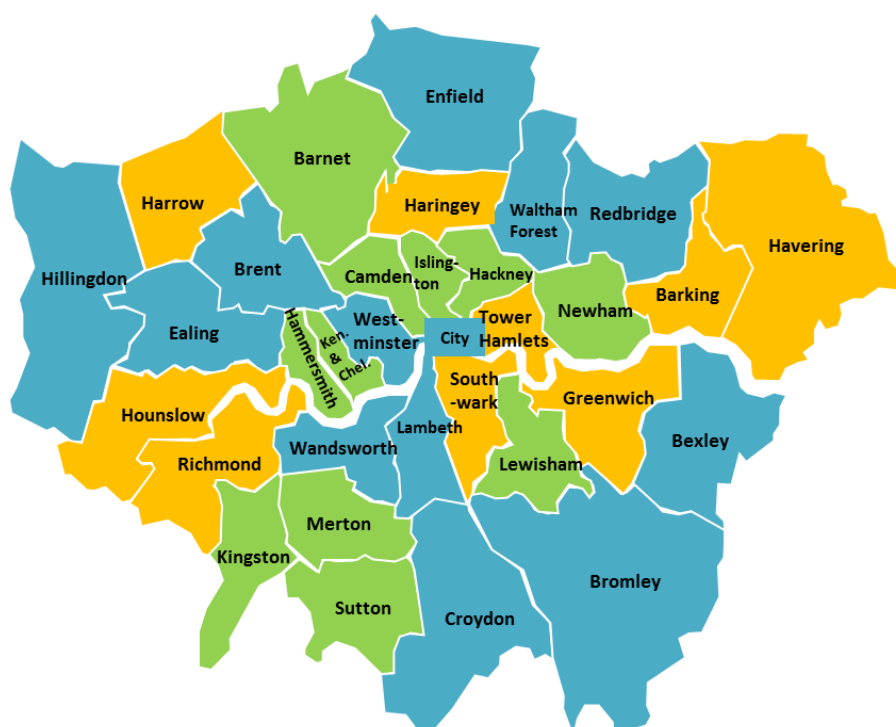 Enfield
Barnet
Harrow
Haringey
Waltham
Forest
Redbridge
Havering
Hillingdon
Brent
Camden
Isling-
ton
Hackney
Newham
Barking
Ealing
Hammersmith
Ken.
&
Chel.
West-
minster
City
Tower
Hamlets
Hounslow
Richmond
Wandsworth
Lambeth
South
-wark
Greenwich
Lewisham
Bexley
Kingston
Merton
Sutton
Croydon
Bromley